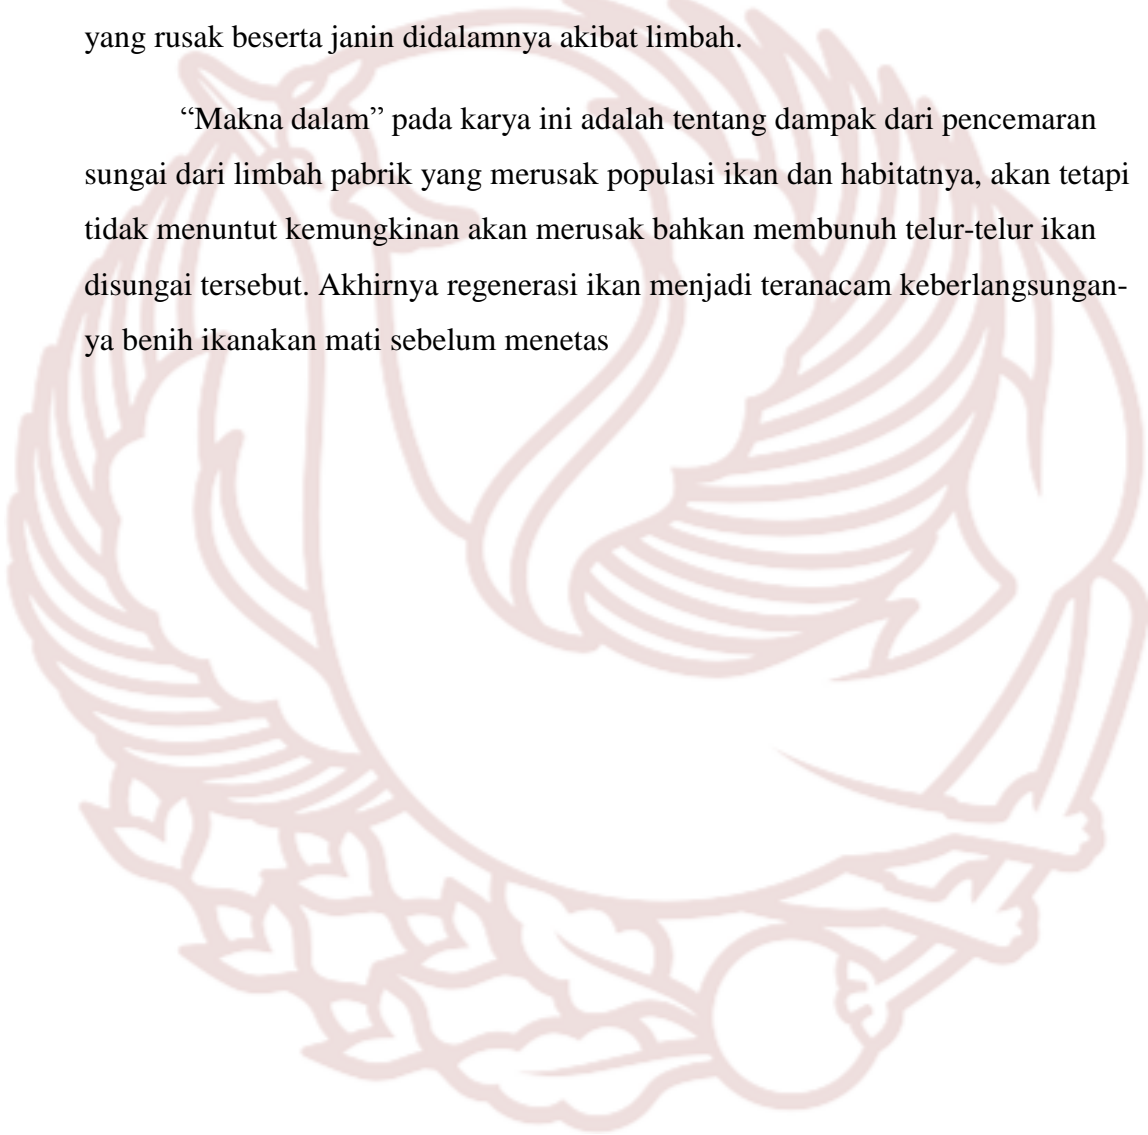 yang rusak beserta janin didalamnya akibat limbah.
“Makna dalam” pada karya ini adalah tentang dampak dari pencemaran
sungai dari limbah pabrik yang merusak populasi ikan dan habitatnya, akan tetapi
tidak menuntut kemungkinan akan merusak bahkan membunuh telur-telur ikan
disungai tersebut. Akhirnya regenerasi ikan menjadi teranacam keberlangsungan-
ya benih ikanakan mati sebelum menetas